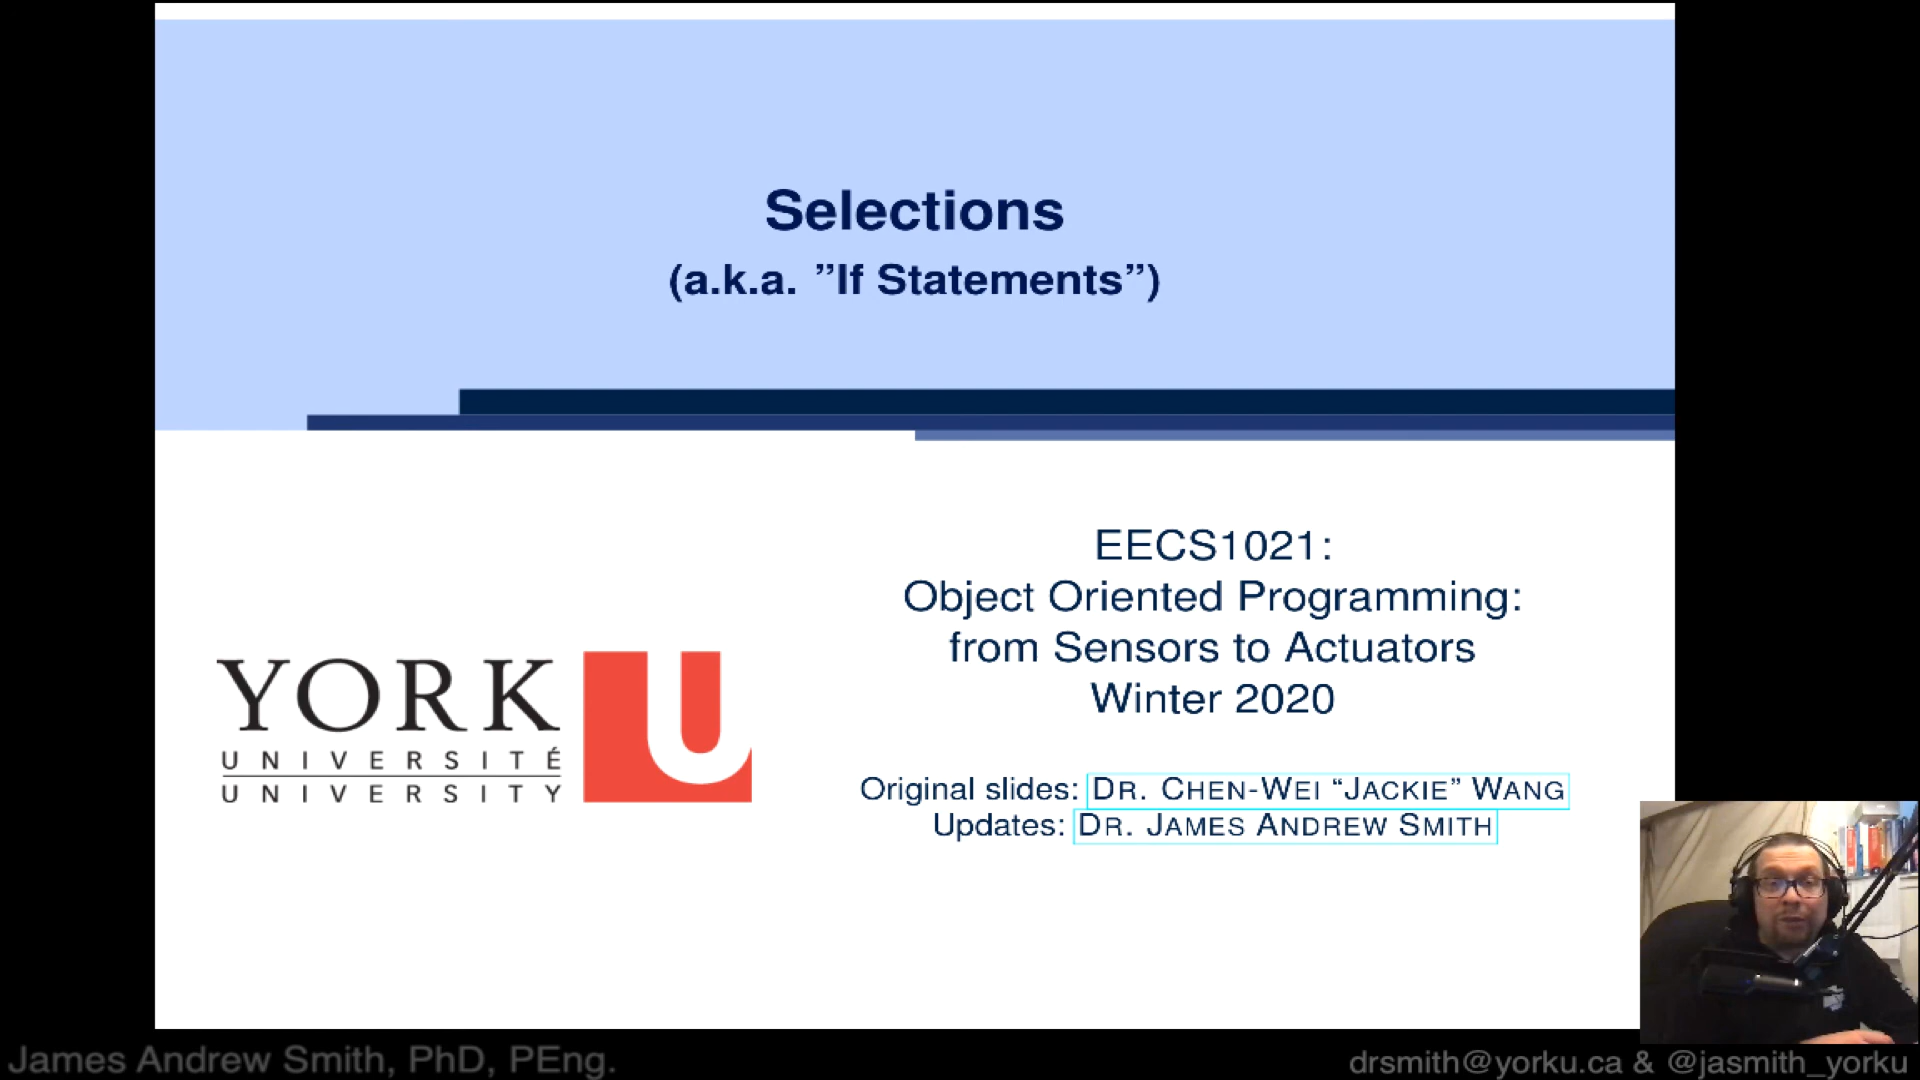 Selections
(a.k.a. ”If Statements”)
EECS1021:
Object Oriented Programming:
from Sensors to Actuators
Winter 2020
YORK U
UNIVERSITÉ
UNIVERSITY
Original slides: DR. CHEN-WEI “JACKIE” WANG
Updates: DR. JAMES ANDREW SMITH
James Andrew Smith, PhD, PEng.
drsmith@yorku.ca & @jasmith_yorku